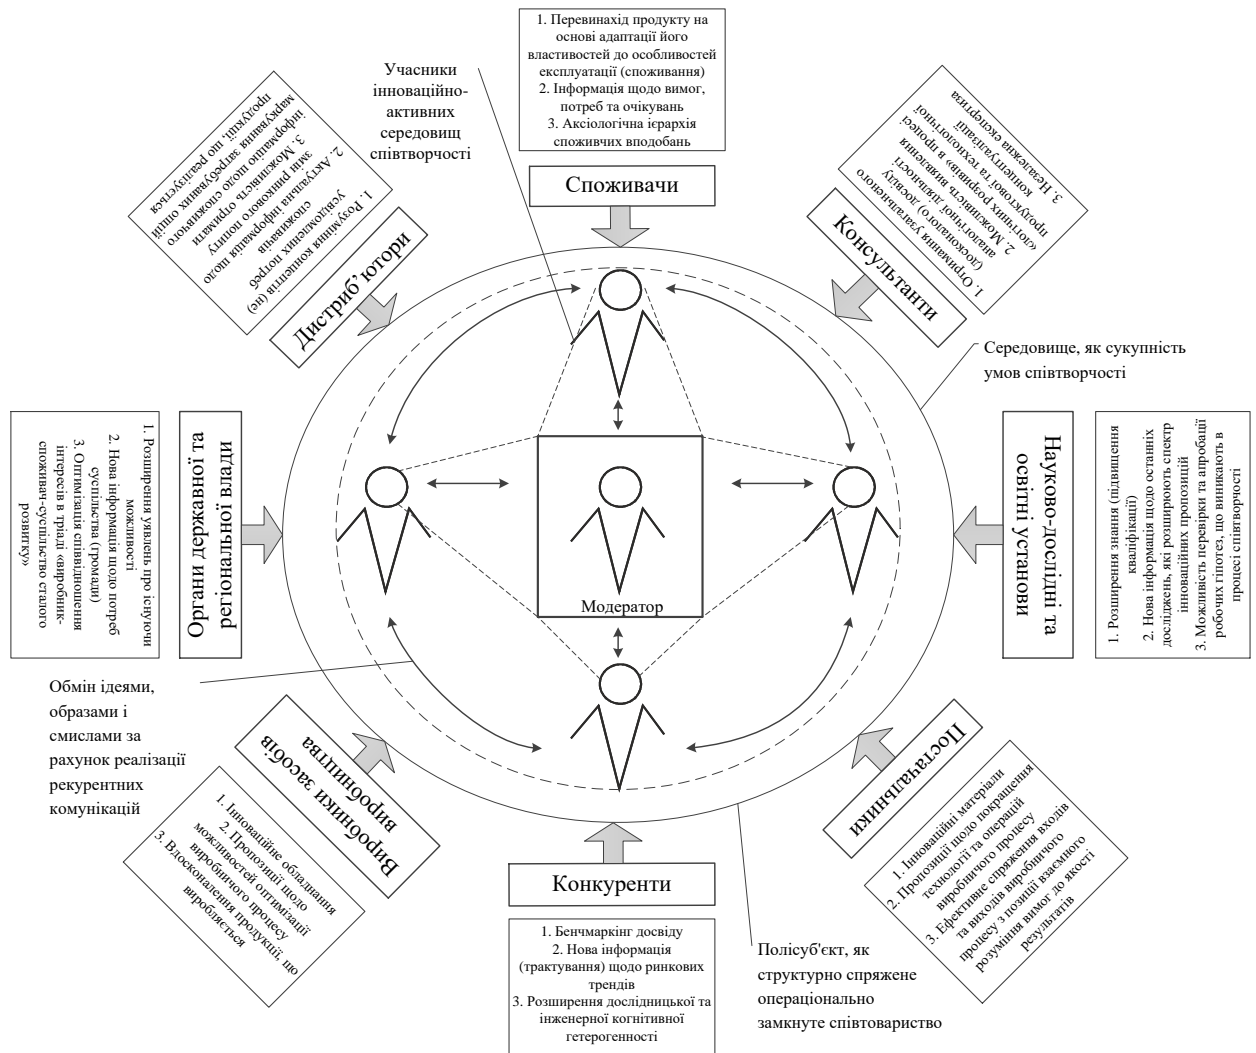 1. Перевинахід продукту на
основі адаптації його
властивостей до особливостей
експлуатації (споживання)
2. Інформація щодо вимог,
потреб та очікувань
3. Аксіологічна ієрархія
споживчих вподобань
Споживачи
Учасники
інноваційно-
активних
середовищ
співтворчості
1. Розуміння концептів (не)
усвідомлених потреб
споживачів
2. Актуальна інформація щодо
змін ринкового попиту
3. Можливість отримати
інформацію щодо споживчого
маркування затребуваних опцій
продукції, що реалізується
Дистриб’ютори
1. Отримання узагальненого
(досконалого) досвіду
аналогічної діяльності
2. Можливість виявлення
«логічних розривів» в процесі
продуктової та технологічної
концептуалізації
3. Незалежна експертиза
Консультанти
Середовище, як сукупність
умов співтворчості
1. Розширення уявлень про існуючи
можливості
2. Нова інформація щодо потреб
суспільства (громади)
3. Оптимізація співвідношення
інтересів в тріаді «виробник-
споживач-суспільство сталого
розвитку»
Органи державної та
регіональної влади
Науково-дослідні та
освітні установи
1. Розширення знання (підвищення
кваліфікації)
2. Нова інформація щодо останніх
досліджень, які розширюють спектр
інноваційних пропозицій
3. Можливість перевірки та апробації
робочих гіпотез, що виникають в
процесі співтворчості
Модератор
Обмін ідеями,
образами і
смислами за
рахунок реалізації
рекурентних
комунікацій
Виробники засобів
виробництва
1. Інноваційне обладнання
2. Пропозиції щодо
можливостей оптимізації
виробничого процесу
3. Вдосконалення продукції, що
виробляється
Постачальники
1. Інноваційні матеріали
2. Пропозиції щодо покращення
технології та операцій
виробничого процесу
3. Ефективне спряження входів
та виходів виробничого
процесу з позиції взаємного
розуміння вимог до якості
результатів
Конкуренти
1. Бенчмаркінг досвіду
2. Нова інформація
(трактування) щодо ринкових
трендів
3. Розширення дослідницької та
інженерної когнітивної
гетерогенності
Полісуб'єкт, як
структурно спряжене
операціонально
замкнуте співтовариство